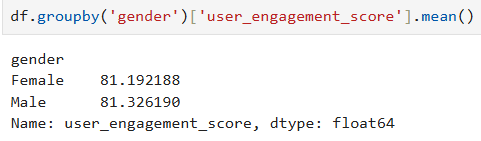 df.groupby('gender')['user_engagement_score'].mean()
gender
Female    81.192188
Male      81.326190
Name: user_engagement_score, dtype: float64